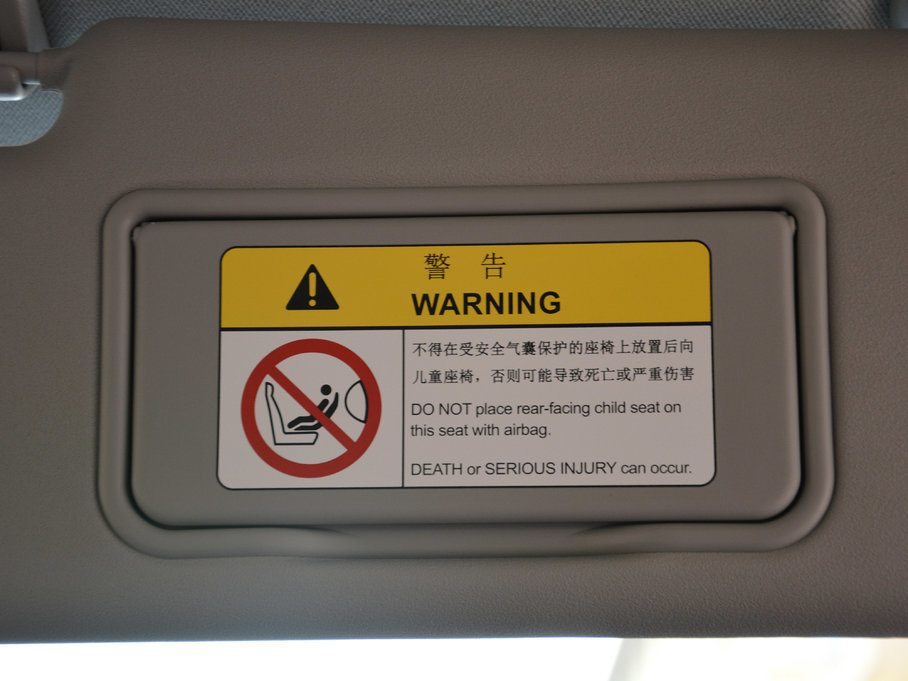 警 告
WARNING
不得在受安全气囊保护的座椅上放置后向
儿童座椅，否则可能导致死亡或严重伤害
DO NOT place rear-facing child seat on
this seat with airbag.
DEATH or SERIOUS INJURY can occur.